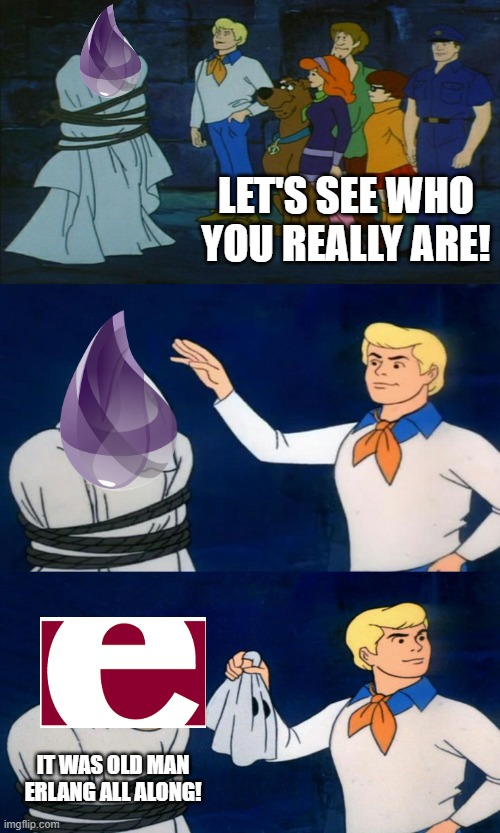 LET'S SEE WHO
YOU REALLY ARE!
e
IT WAS OLD MAN
ERLANG ALL ALONG!
imgflip.com